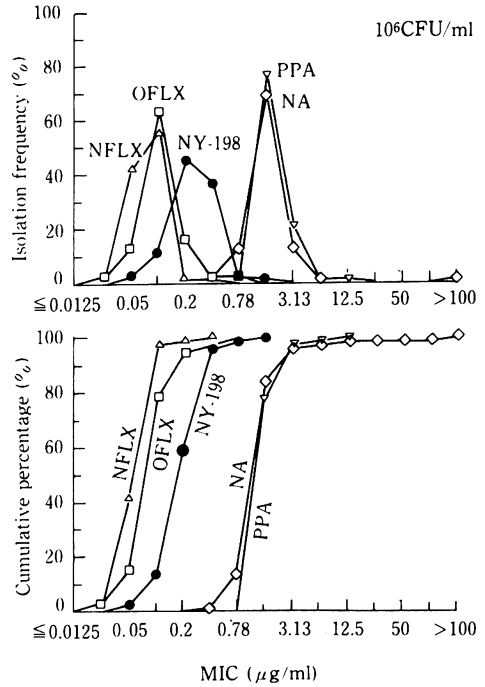 10⁶CFU/ml
Isolation frequency (%)
100
80
60
40
20
0
OFLX
NFLX
NY-198
PPA
NA
≦0.0125 0.05 0.2 0.78 3.13 12.5 50 >100
Cumulative percentage (%)
100
80
60
40
20
0
NFLX
OFLX
NY-198
NA
PPA
≦0.0125 0.05 0.2 0.78 3.13 12.5 50 >100
MIC (μg/ml)